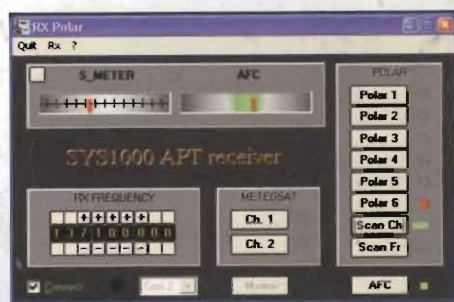 RX Polar
Quit Rx ?
S_METER
AFC
SYS1000 APT receiver
RX FREQUENCY
+ + + + +
- - - - -
METEOSAT
Ch. 1
Ch. 2
POLAR
Polar 1
Polar 2
Polar 3
Polar 4
Polar 5
Polar 6
Scan Ch
Scan Fr
Connect
AFC